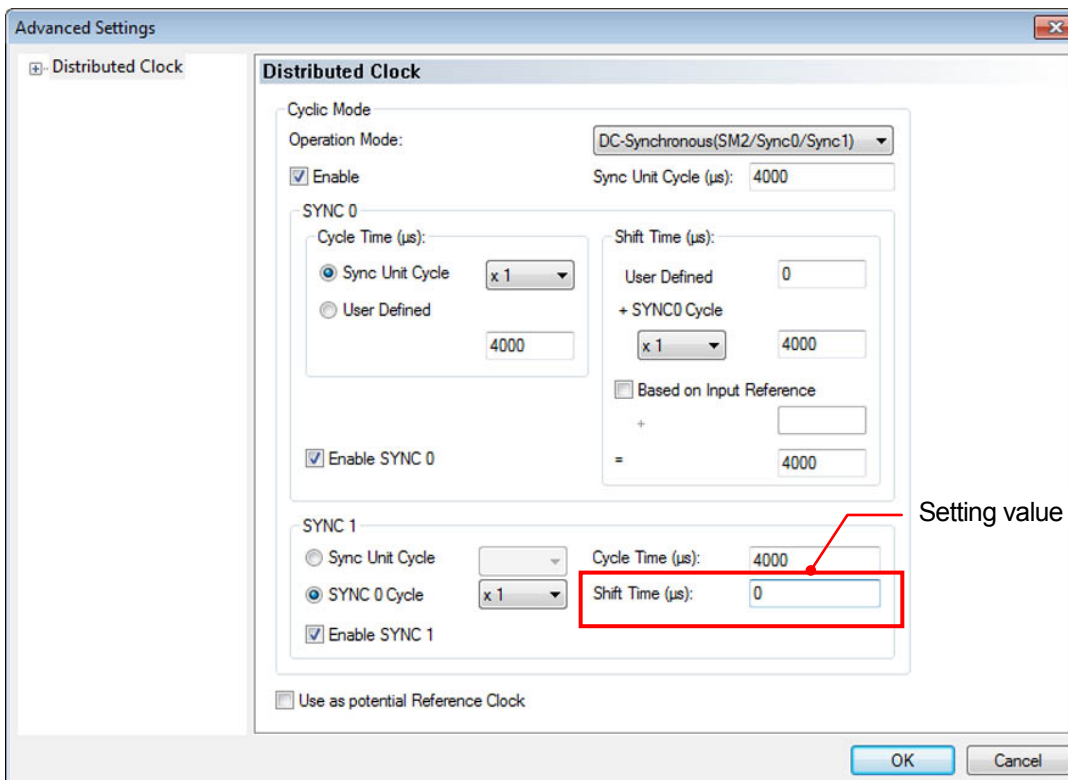 Advanced Settings
Distributed Clock
Distributed Clock
Cyclic Mode
Operation Mode: DC-Synchronous(SM2/Sync0/Sync1)
Enable Sync Unit Cycle (µs): 4000
SYNC 0
Cycle Time (µs): Shift Time (µs):
Sync Unit Cycle x 1 User Defined 0
User Defined + SYNC0 Cycle
4000 x 1 4000
Based on Input Reference
+
Enable SYNC 0 = 4000
Setting value
SYNC 1
Sync Unit Cycle Cycle Time (µs): 4000
SYNC 0 Cycle x 1 Shift Time (µs): 0
Enable SYNC 1
Use as potential Reference Clock
OK Cancel